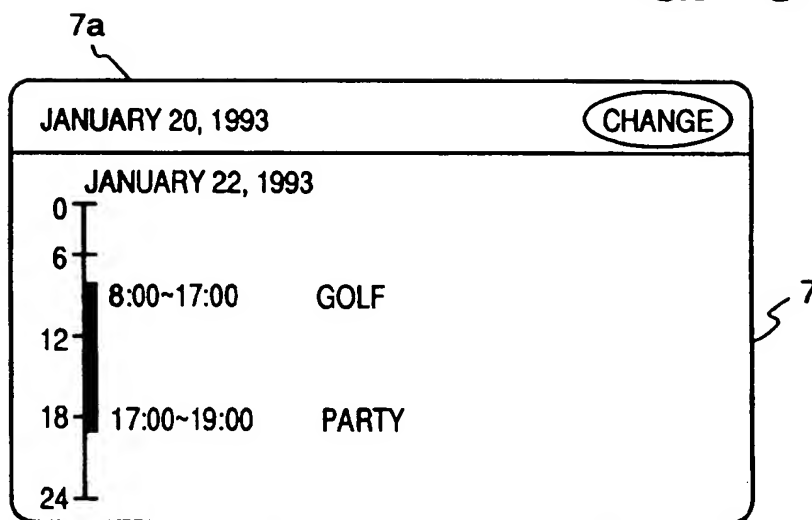 7a
JANUARY 20, 1993 CHANGE
JANUARY 22, 1993
0
6
8:00~17:00 GOLF
7
12
18 17:00~19:00 PARTY
24